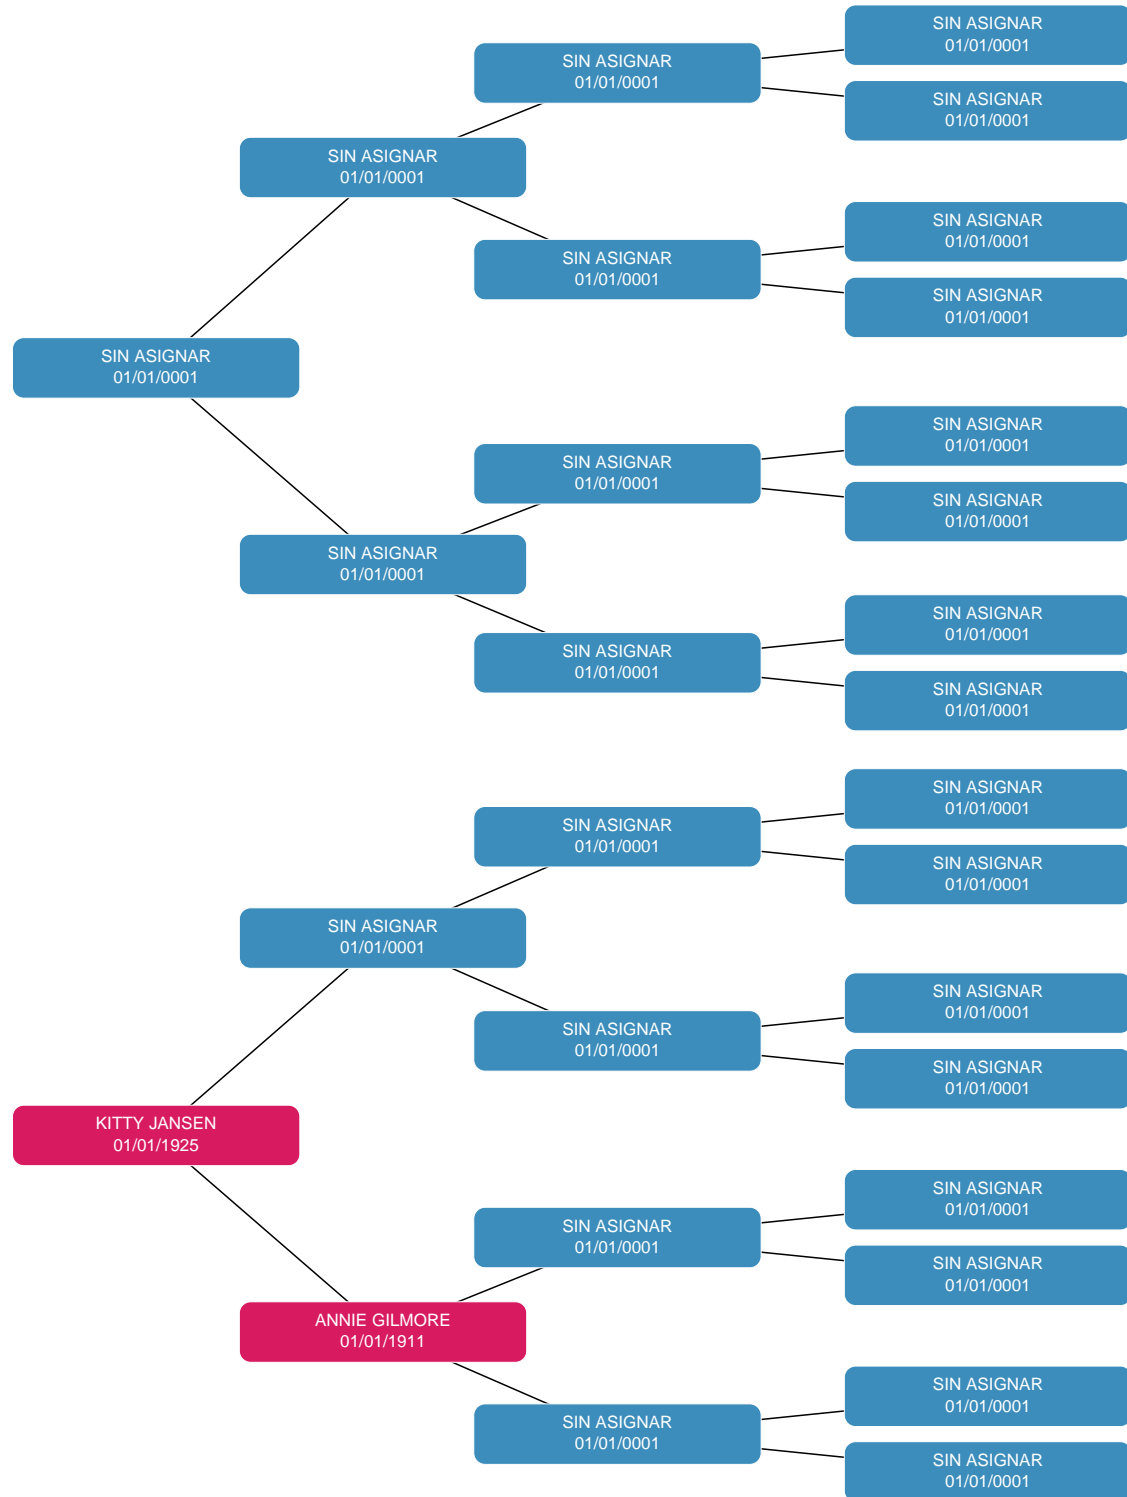 SIN ASIGNAR
01/01/0001
SIN ASIGNAR
01/01/0001
SIN ASIGNAR
01/01/0001
SIN ASIGNAR
01/01/0001
SIN ASIGNAR
01/01/0001
SIN ASIGNAR
01/01/0001
SIN ASIGNAR
01/01/0001
SIN ASIGNAR
01/01/0001
SIN ASIGNAR
01/01/0001
SIN ASIGNAR
01/01/0001
SIN ASIGNAR
01/01/0001
SIN ASIGNAR
01/01/0001
SIN ASIGNAR
01/01/0001
SIN ASIGNAR
01/01/0001
SIN ASIGNAR
01/01/0001
SIN ASIGNAR
01/01/0001
SIN ASIGNAR
01/01/0001
SIN ASIGNAR
01/01/0001
SIN ASIGNAR
01/01/0001
SIN ASIGNAR
01/01/0001
SIN ASIGNAR
01/01/0001
SIN ASIGNAR
01/01/0001
KITTY JANSEN
01/01/1925
SIN ASIGNAR
01/01/0001
SIN ASIGNAR
01/01/0001
SIN ASIGNAR
01/01/0001
ANNIE GILMORE
01/01/1911
SIN ASIGNAR
01/01/0001
SIN ASIGNAR
01/01/0001
SIN ASIGNAR
01/01/0001